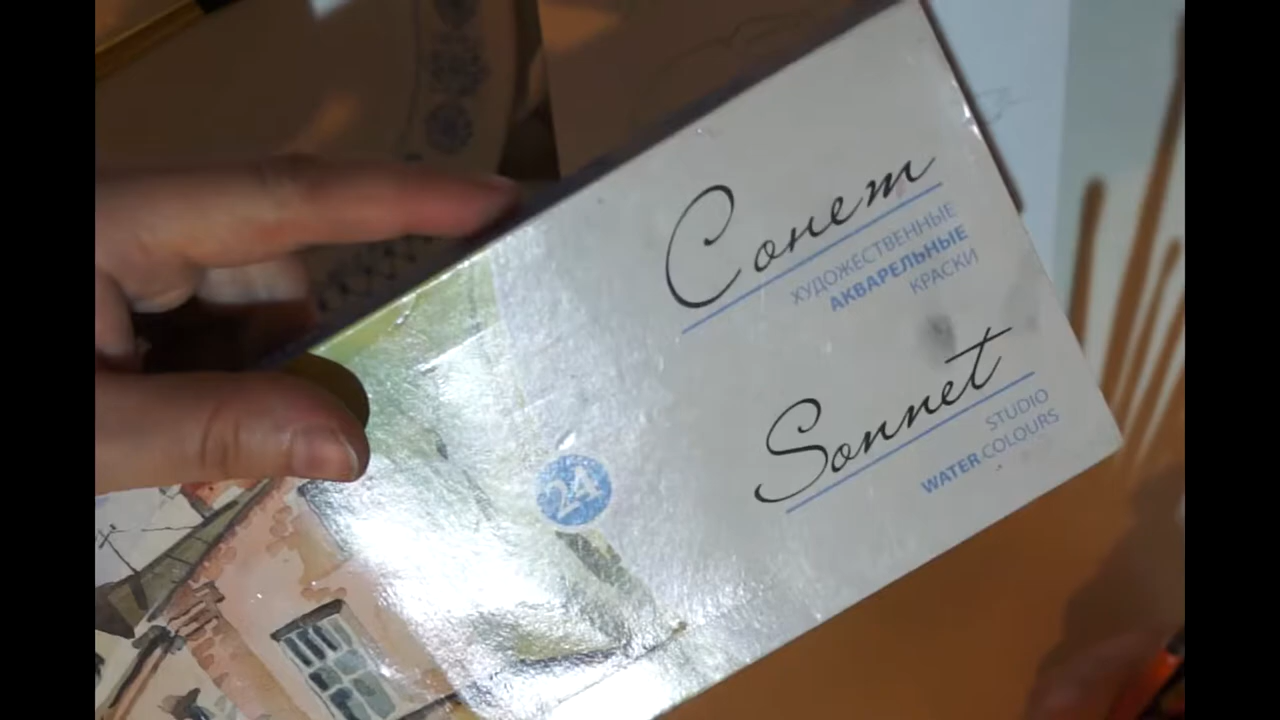 Сонет
ХУДОЖЕСТВЕННЫЕ
АКВАРЕЛЬНЫЕ
КРАСКИ
Sonnet
STUDIO
WATER COLOURS
24